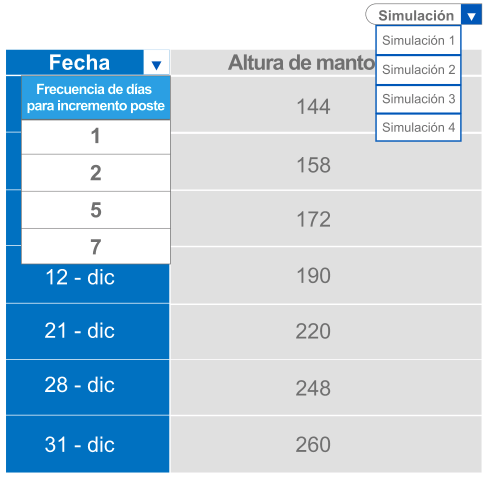 Simulación
Simulación 1
Simulación 2
Simulación 3
Simulación 4
Fecha Altura de manto
Frecuencia de días
para incremento poste
1
2
5
7
144
158
172
12 - dic 190
21 - dic 220
28 - dic 248
31 - dic 260